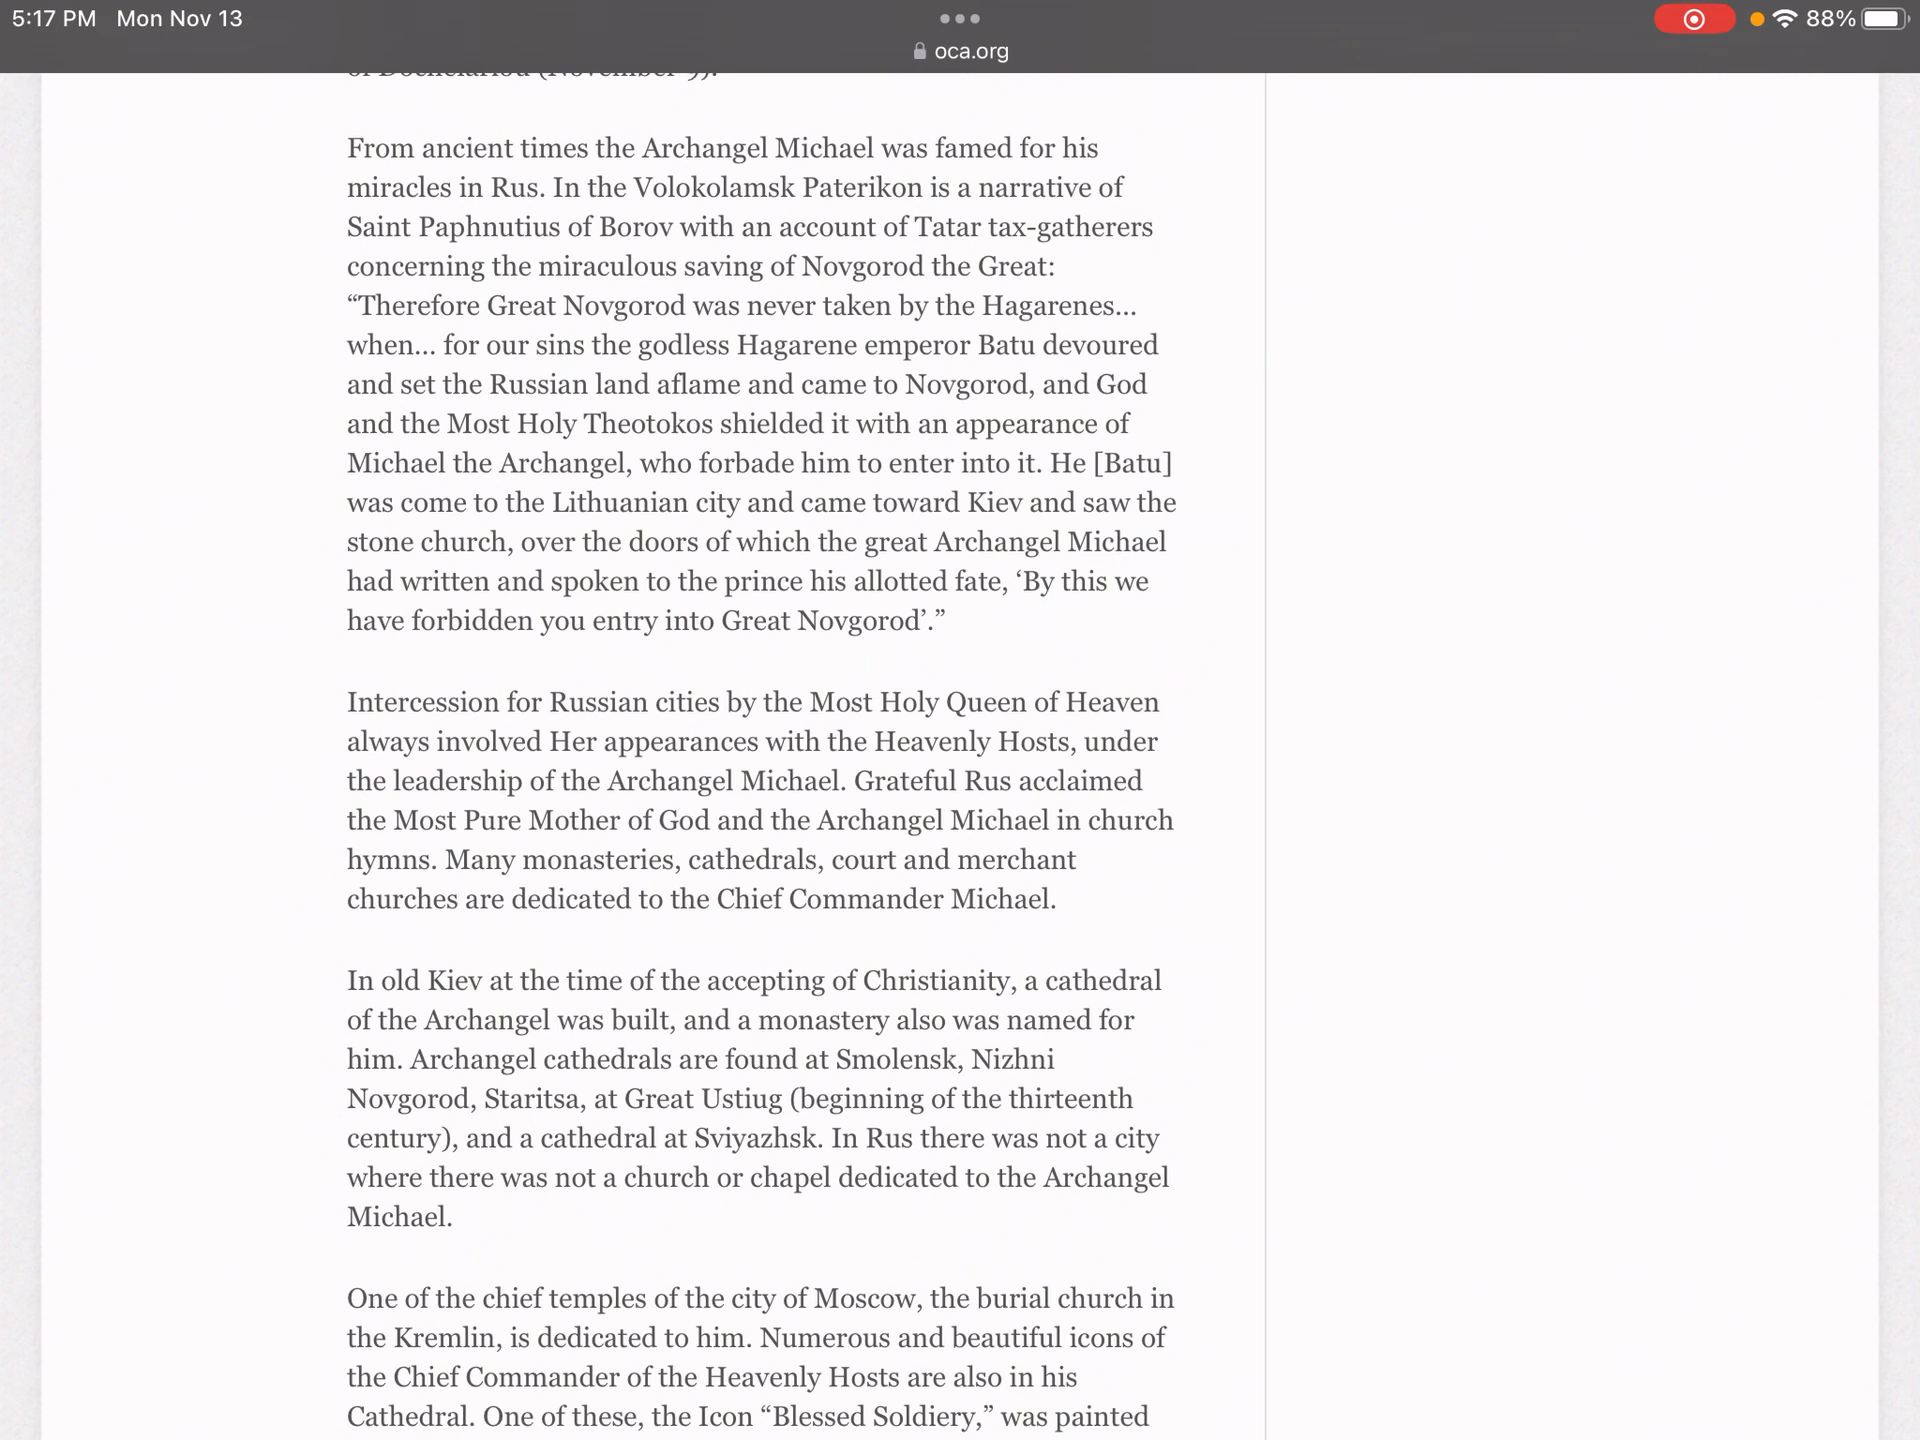 5:17 PM Mon Nov 13
88%
oca.org
of Docheiariou (November 9).
From ancient times the Archangel Michael was famed for his
miracles in Rus. In the Volokolamsk Paterikon is a narrative of
Saint Paphnutius of Borov with an account of Tatar tax-gatherers
concerning the miraculous saving of Novgorod the Great:
“Therefore Great Novgorod was never taken by the Hagarenes...
when... for our sins the godless Hagarene emperor Batu devoured
and set the Russian land aflame and came to Novgorod, and God
and the Most Holy Theotokos shielded it with an appearance of
Michael the Archangel, who forbade him to enter into it. He [Batu]
was come to the Lithuanian city and came toward Kiev and saw the
stone church, over the doors of which the great Archangel Michael
had written and spoken to the prince his allotted fate, ‘By this we
have forbidden you entry into Great Novgorod’.”
Intercession for Russian cities by the Most Holy Queen of Heaven
always involved Her appearances with the Heavenly Hosts, under
the leadership of the Archangel Michael. Grateful Rus acclaimed
the Most Pure Mother of God and the Archangel Michael in church
hymns. Many monasteries, cathedrals, court and merchant
churches are dedicated to the Chief Commander Michael.
In old Kiev at the time of the accepting of Christianity, a cathedral
of the Archangel was built, and a monastery also was named for
him. Archangel cathedrals are found at Smolensk, Nizhni
Novgorod, Staritsa, at Great Ustiug (beginning of the thirteenth
century), and a cathedral at Sviyazhsk. In Rus there was not a city
where there was not a church or chapel dedicated to the Archangel
Michael.
One of the chief temples of the city of Moscow, the burial church in
the Kremlin, is dedicated to him. Numerous and beautiful icons of
the Chief Commander of the Heavenly Hosts are also in his
Cathedral. One of these, the Icon “Blessed Soldiery,” was painted